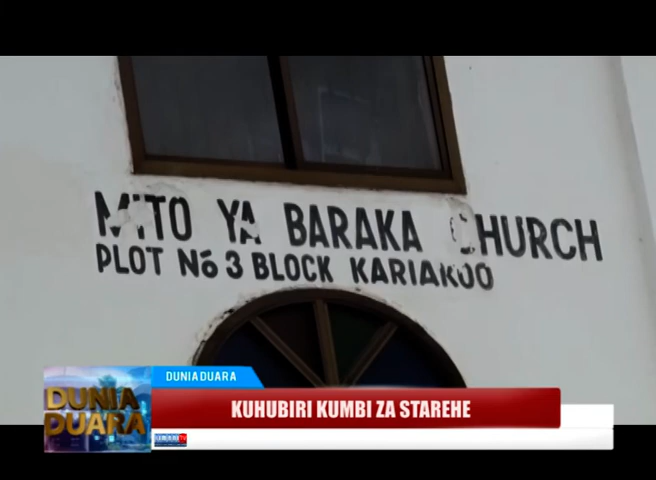 MITO YA BARAKA CHURCH
PLOT No 3 BLOCK KARIAKOO
DUNIA DUARA
DUNIA
DUARA
KUHUBIRI KUMBI ZA STAREHE